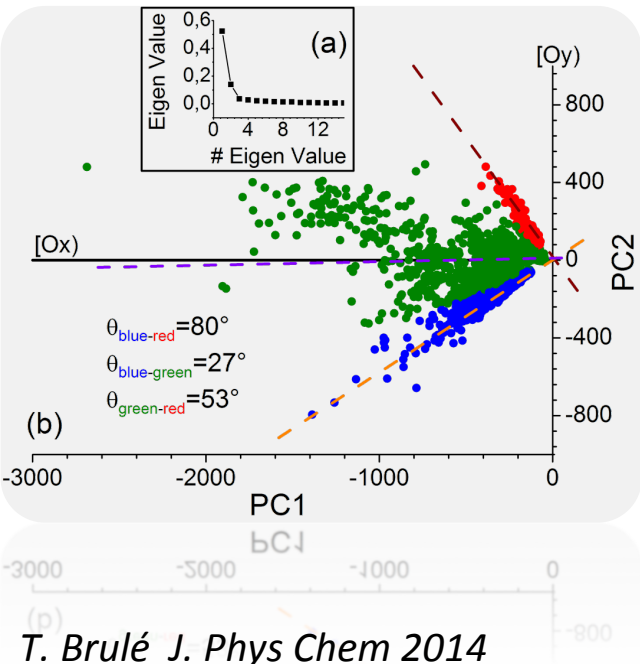 0,6
0,4
0,2
0,0
Eigen Value
0 4 8 12
# Eigen Value
(a)
[Oy]
800
400
0
-400
-800
PC2
[Ox]
θblue-red=80°
θblue-green=27°
θgreen-red=53°
(b)
-3000 -2000 -1000 0
PC1
T. Brulé J. Phys Chem 2014